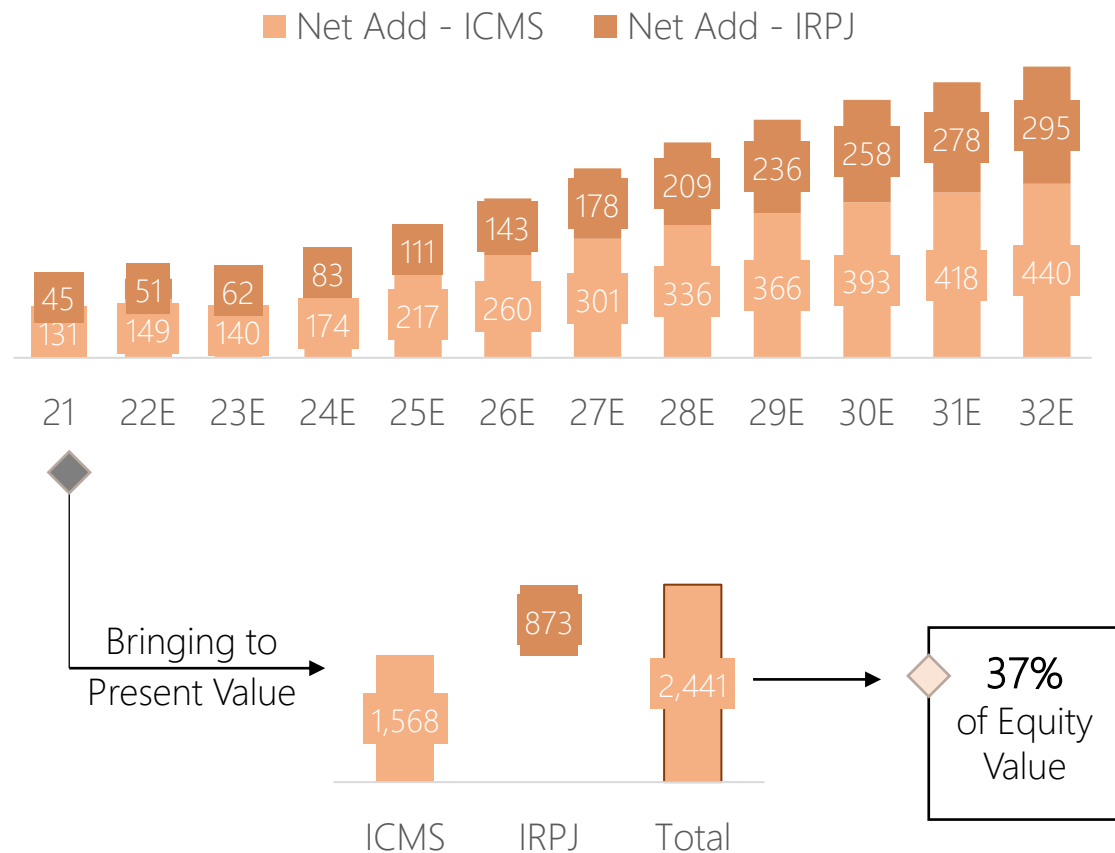 Net Add - ICMS Net Add - IRPJ
45 51 62 83 111 143 178 209 236 258 278 295
131 149 140 174 217 260 301 336 366 393 418 440
21 22E 23E 24E 25E 26E 27E 28E 29E 30E 31E 32E
Bringing to
Present Value
1,568 873 2,441
ICMS IRPJ Total
37%
of Equity
Value